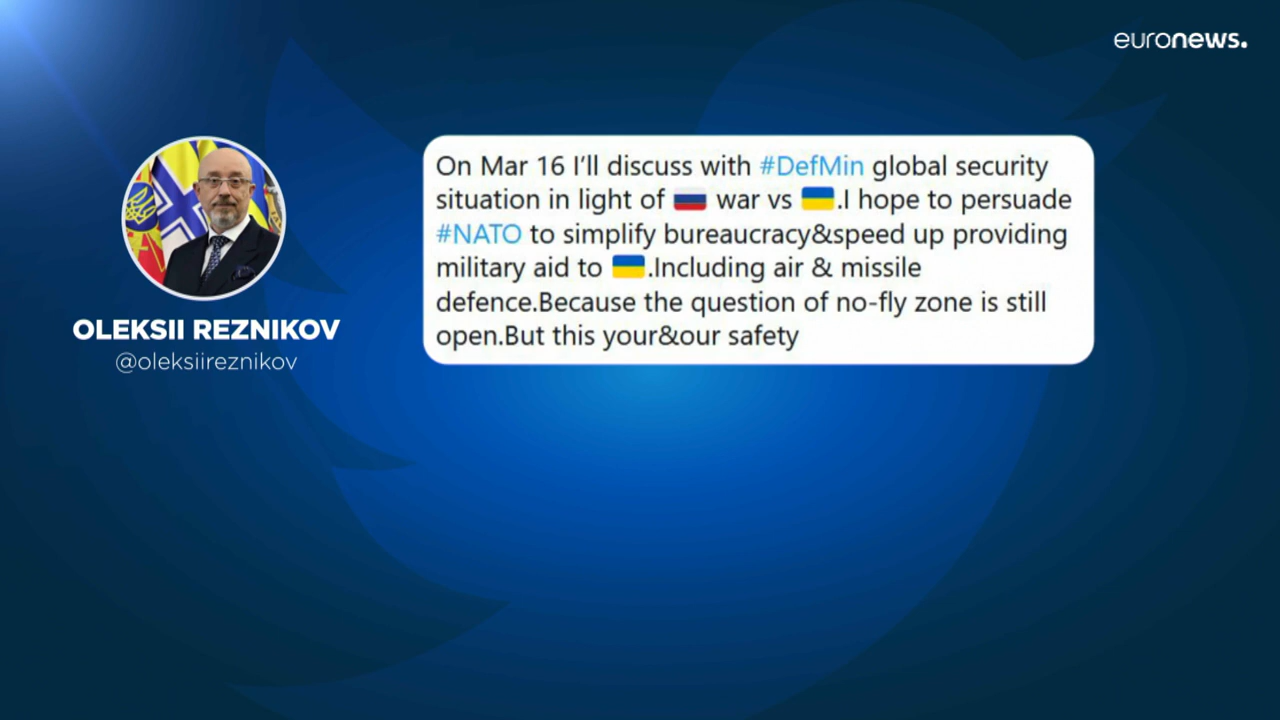 euronews.
On Mar 16 I'll discuss with #DefMin global security
situation in light of 🇷🇺 war vs 🇺🇦.I hope to persuade
#NATO to simplify bureaucracy&speed up providing
military aid to 🇺🇦.Including air & missile
defence.Because the question of no-fly zone is still
open.But this your&our safety
OLEKSII REZNIKOV
@oleksiireznikov